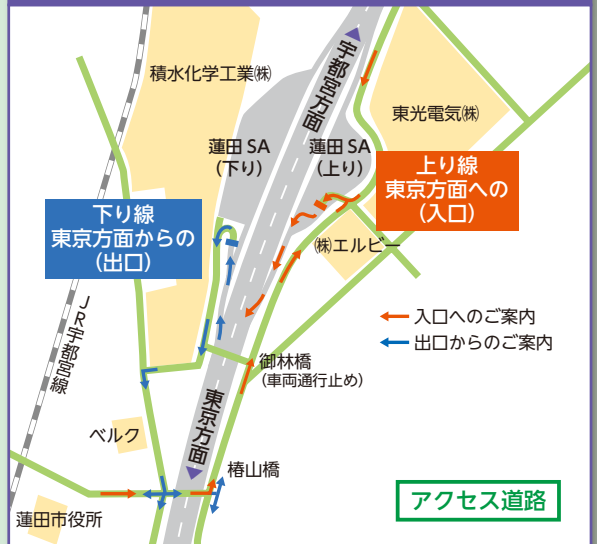 宇都宮方面
積水化学工業㈱
東光電気㈱
蓮田 SA
（下り）
蓮田 SA
（上り）
上り線
東京方面への
（入口）
下り線
東京方面からの
（出口）
㈱エルビー
JR宇都宮線
入口へのご案内
出口からのご案内
御林橋
（車両通行止め）
東京方面
ベルク
椿山橋
蓮田市役所
アクセス道路